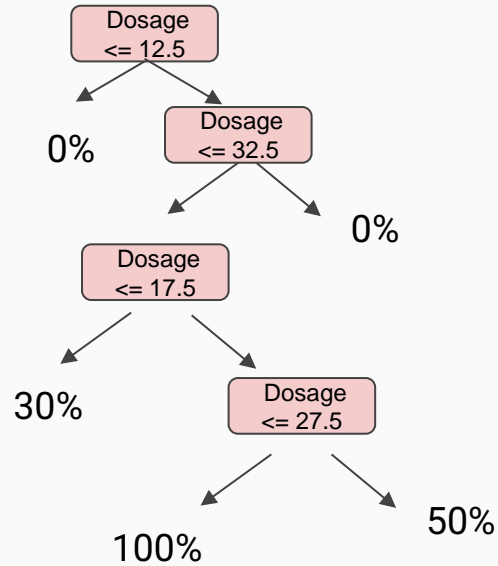 Dosage
<= 12.5
0%
Dosage
<= 32.5
0%
Dosage
<= 17.5
30%
Dosage
<= 27.5
50%
100%